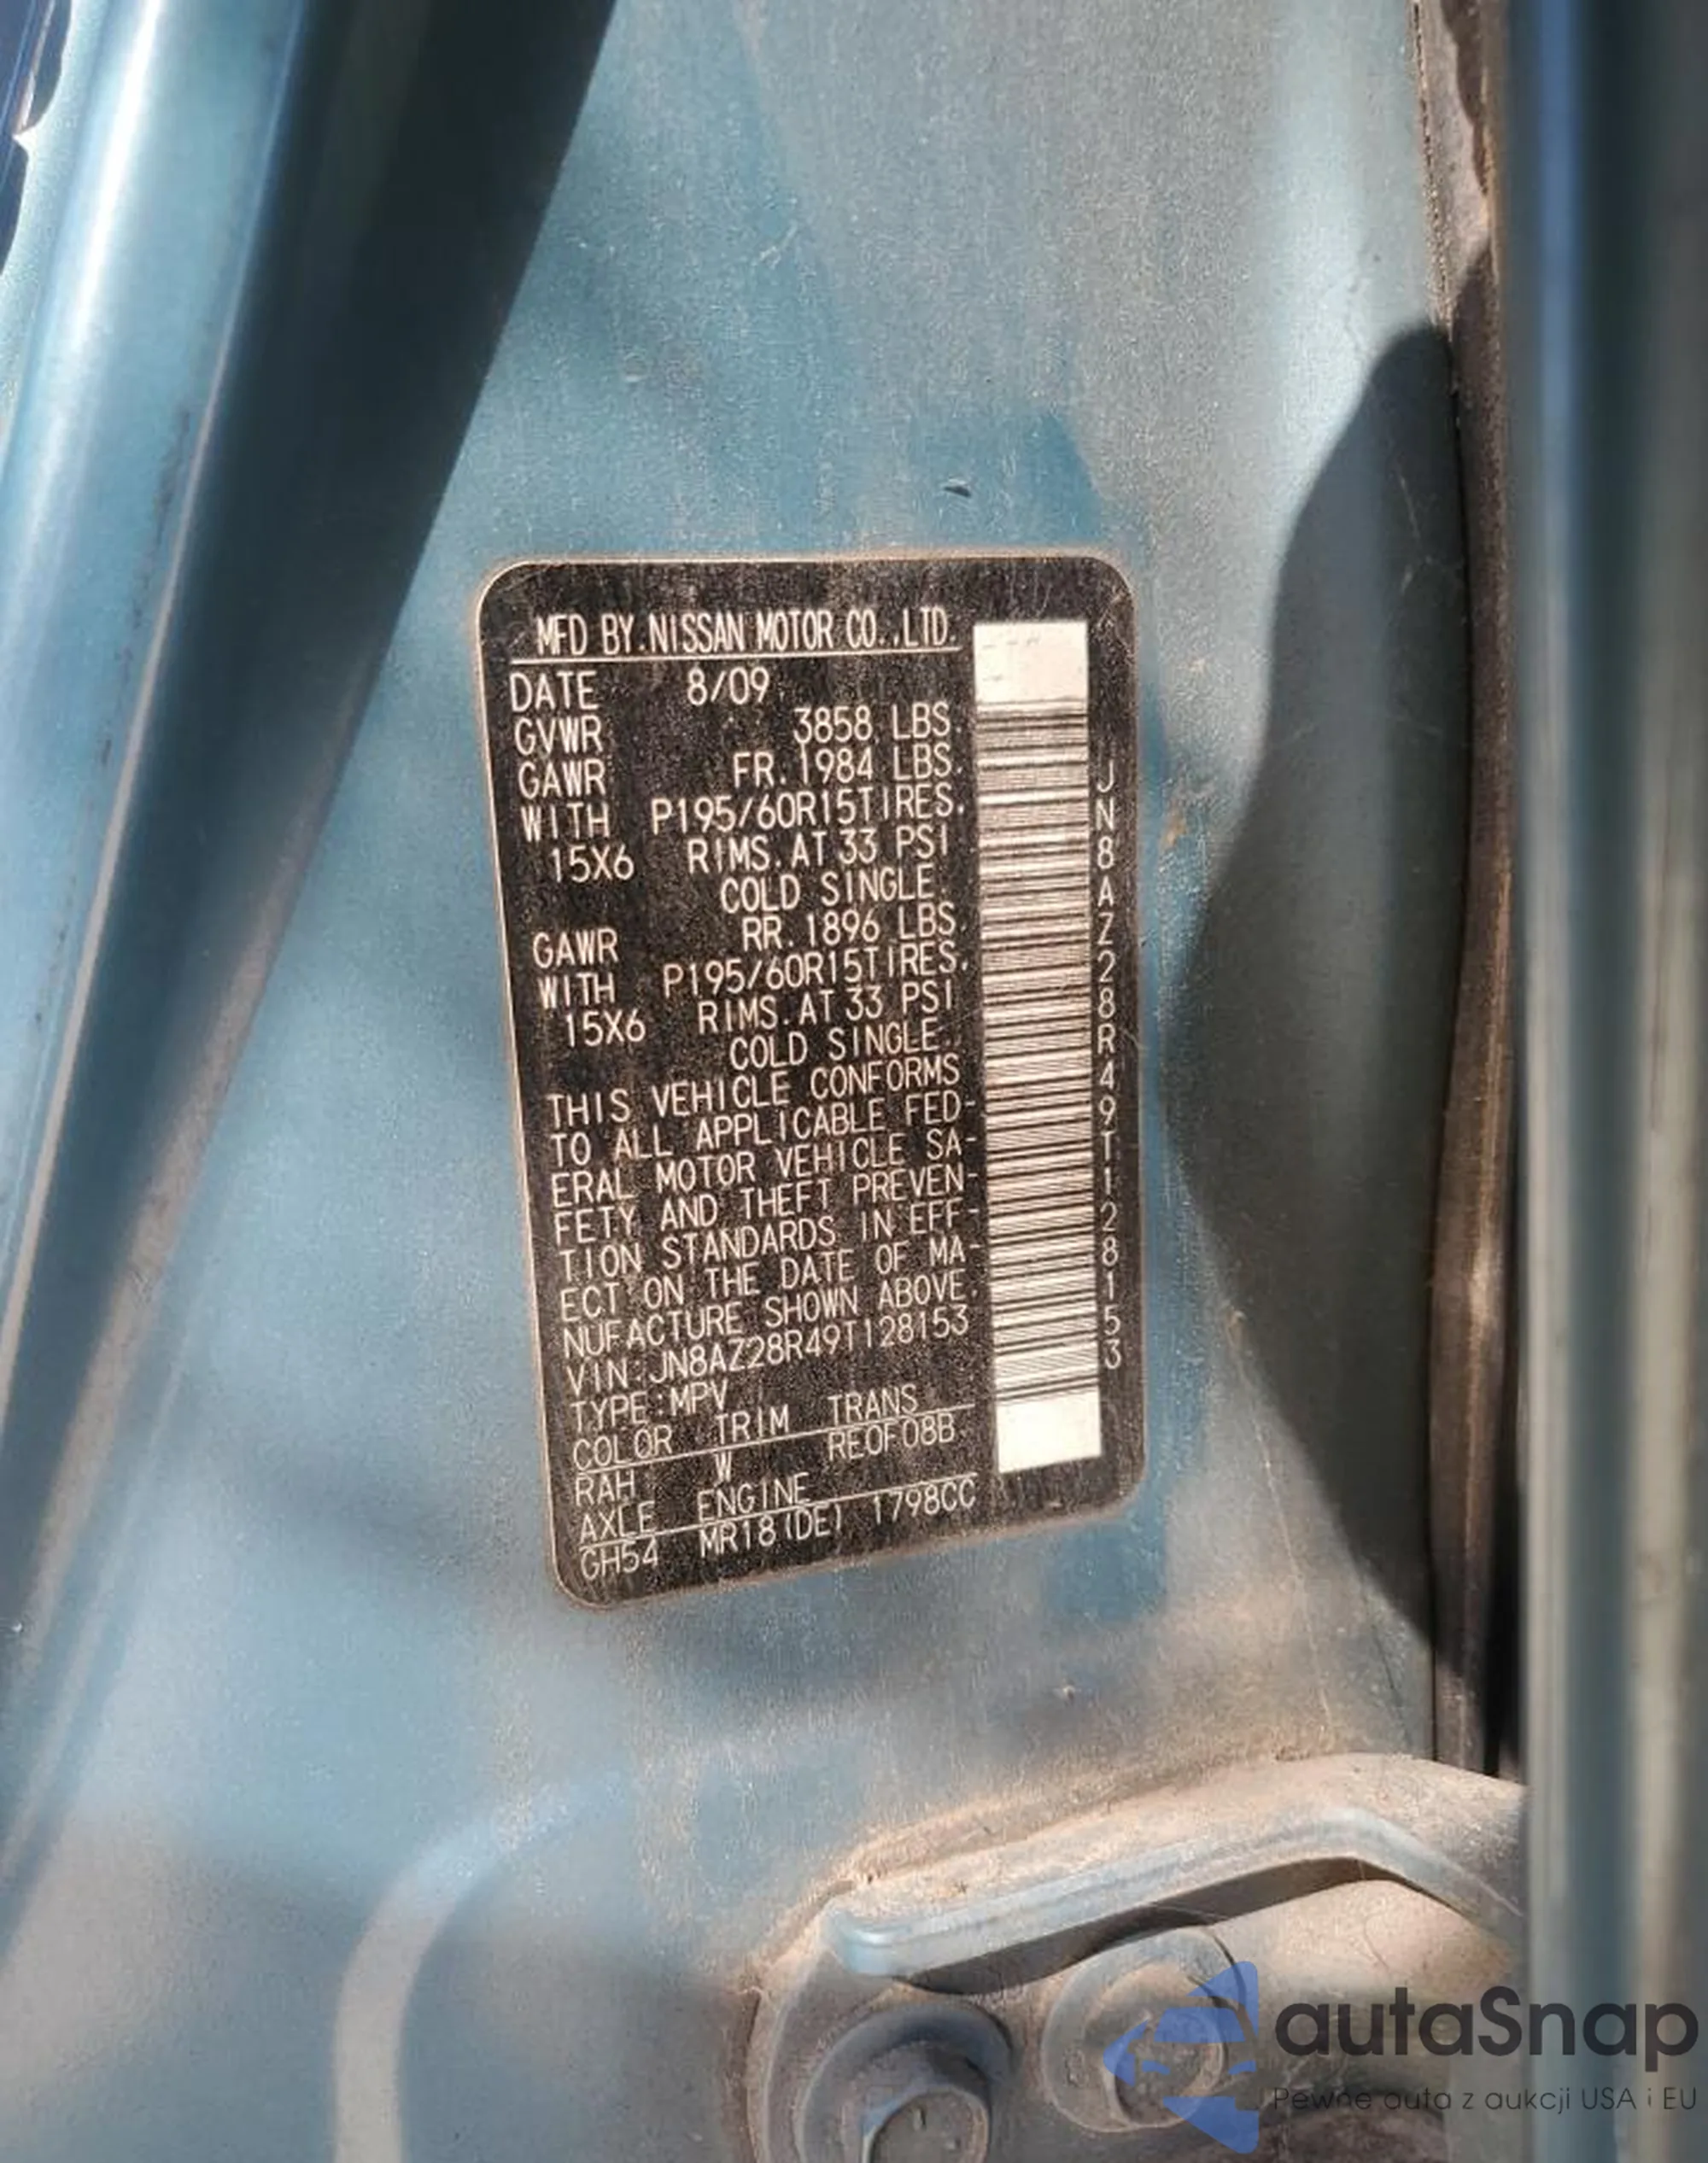 MFD BY.NISSAN MOTOR CO.,LTD.
DATE 8/09
GVWR 3858 LBS.
GAWR FR.1984 LBS.
WITH P195/60R15TIRES.
15X6 RIMS.AT 33 PSI
COLD SINGLE.
GAWR RR.1896 LBS.
WITH P195/60R15TIRES.
15X6 RIMS.AT 33 PSI
COLD SINGLE.
THIS VEHICLE CONFORMS
TO ALL APPLICABLE FED-
ERAL MOTOR VEHICLE SA-
FETY AND THEFT PREVEN-
TION STANDARDS IN EFF-
ECT ON THE DATE OF MA-
NUFACTURE SHOWN ABOVE.
VIN:JN8AZ28R49T128153
TYPE:MPV
COLOR TRIM TRANS
RAH W RE0F08B
AXLE ENGINE
GH54 MR18(DE) 1798CC
JN8AZ28R49T128153
autaSnap
Pewne auta z aukcji USA i EU